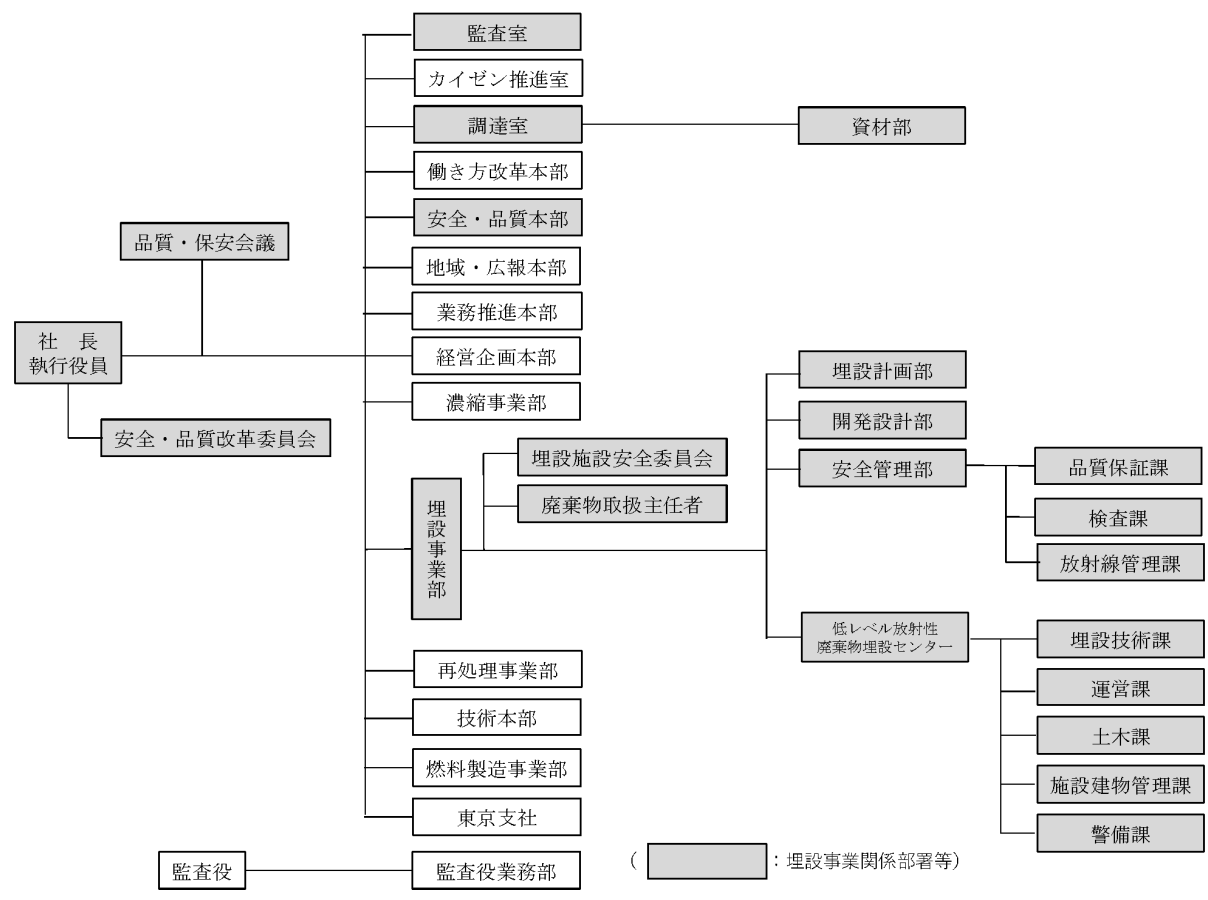 監査室
カイゼン推進室
調達室
資材部
働き方改革本部
安全・品質本部
品質・保安会議
地域・広報本部
業務推進本部
社　長
執行役員
経営企画本部
濃縮事業部
安全・品質改革委員会
埋設事業部
埋設施設安全委員会
廃棄物取扱主任者
埋設計画部
開発設計部
安全管理部
品質保証課
検査課
放射線管理課
低レベル放射性
廃棄物埋設センター
埋設技術課
運営課
土木課
施設建物管理課
警備課
再処理事業部
技術本部
燃料製造事業部
東京支社
監査役
監査役業務部
（　　　：埋設事業関係部署等）